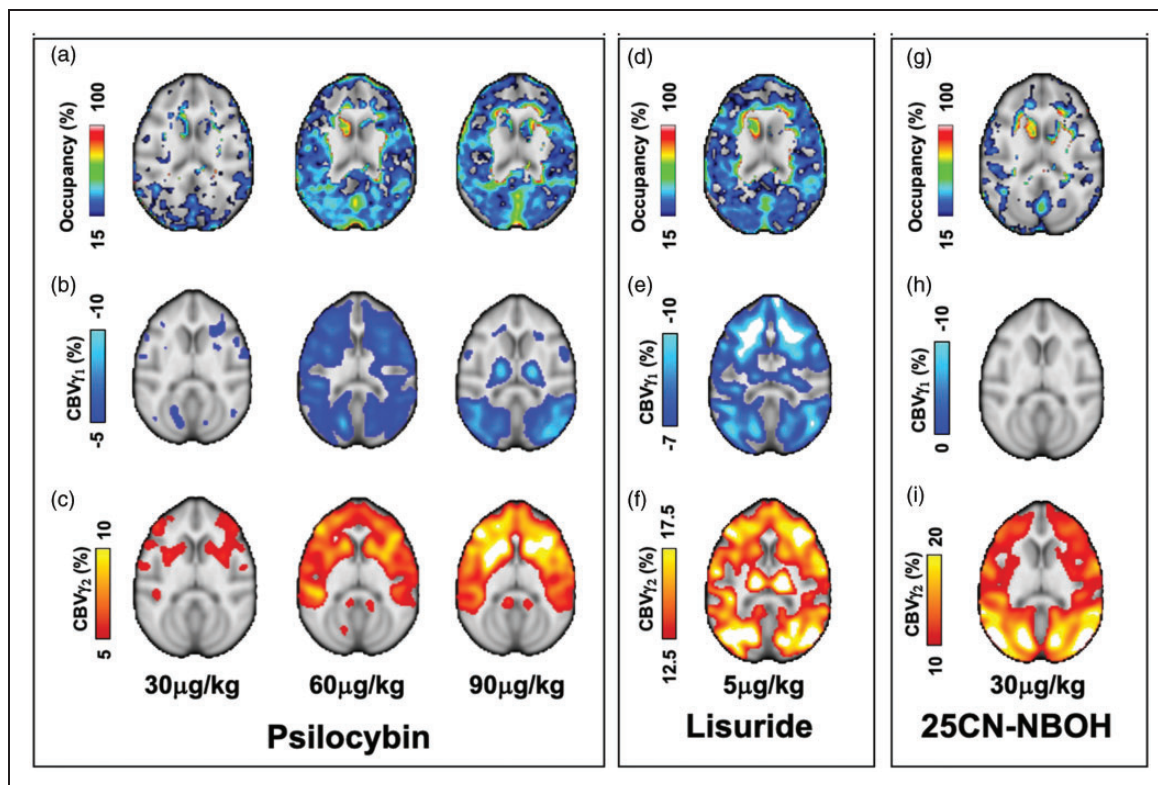 (a)
(d)
(g)
Occupancy (%)
15
100
Occupancy (%)
15
100
Occupancy (%)
15
100
(b)
(e)
(h)
CBVγ1 (%)
-5
-10
CBVγ1 (%)
-7
-10
CBVγ1 (%)
0
-10
(c)
(f)
(i)
CBVγ2 (%)
5
10
CBVγ2 (%)
12.5
17.5
CBVγ2 (%)
10
20
30μg/kg
60μg/kg
90μg/kg
5μg/kg
30μg/kg
Psilocybin
Lisuride
25CN-NBOH